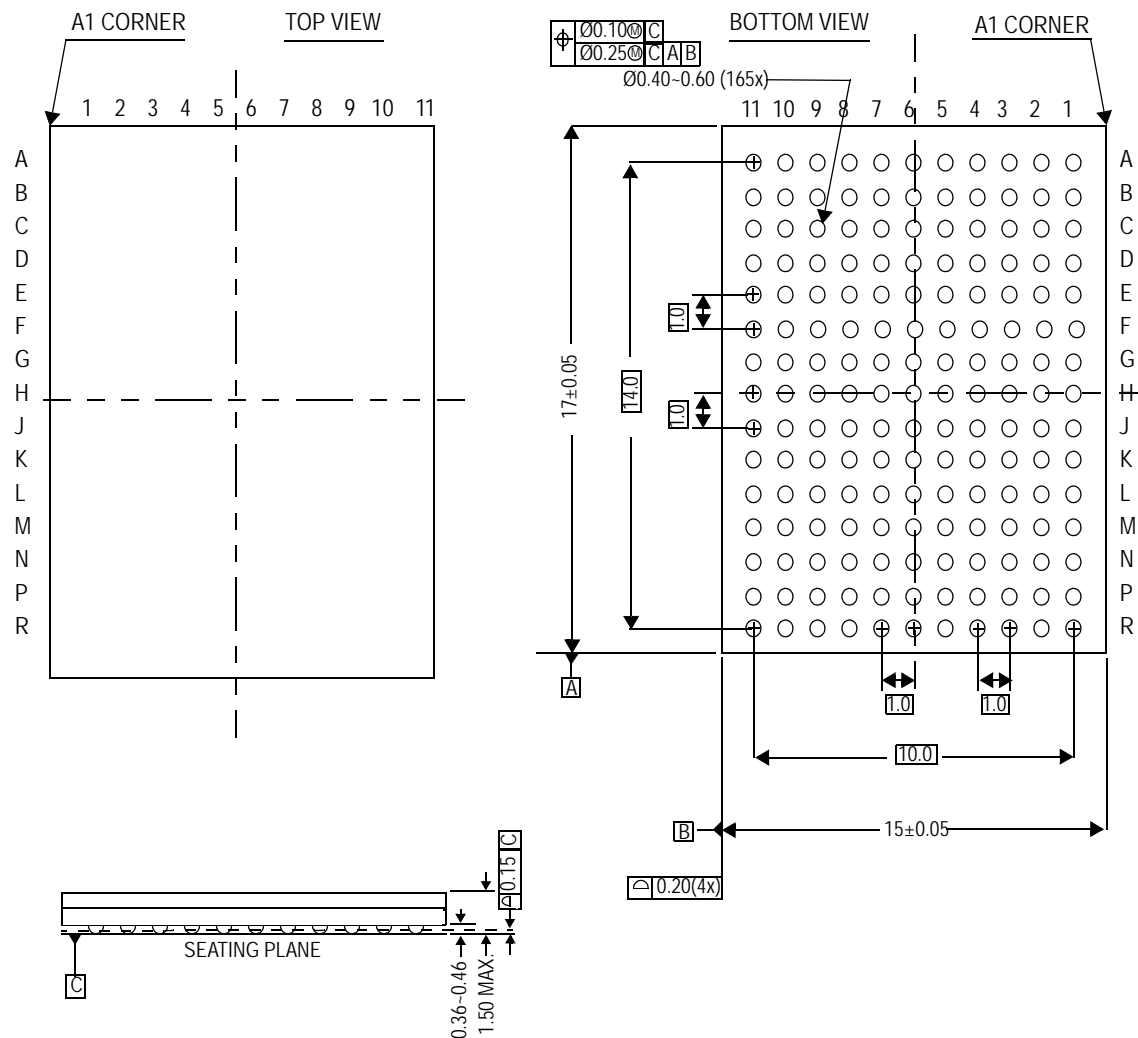 A1 CORNER
TOP VIEW
1 2 3 4 5 6 7 8 9 10 11
A
B
C
D
E
F
G
H
J
K
L
M
N
P
R
Ø0.10Ⓜ C
Ø0.25Ⓜ C A B
BOTTOM VIEW
A1 CORNER
Ø0.40~0.60 (165x)
11 10 9 8 7 6 5 4 3 2 1
A
B
C
D
E
F
G
H
J
K
L
M
N
P
R
1.0
1.0
17±0.05
14.0
A
1.0
1.0
10.0
B
15±0.05
0.20(4x)
0.15 C
SEATING PLANE
C
0.36~0.46
1.50 MAX.